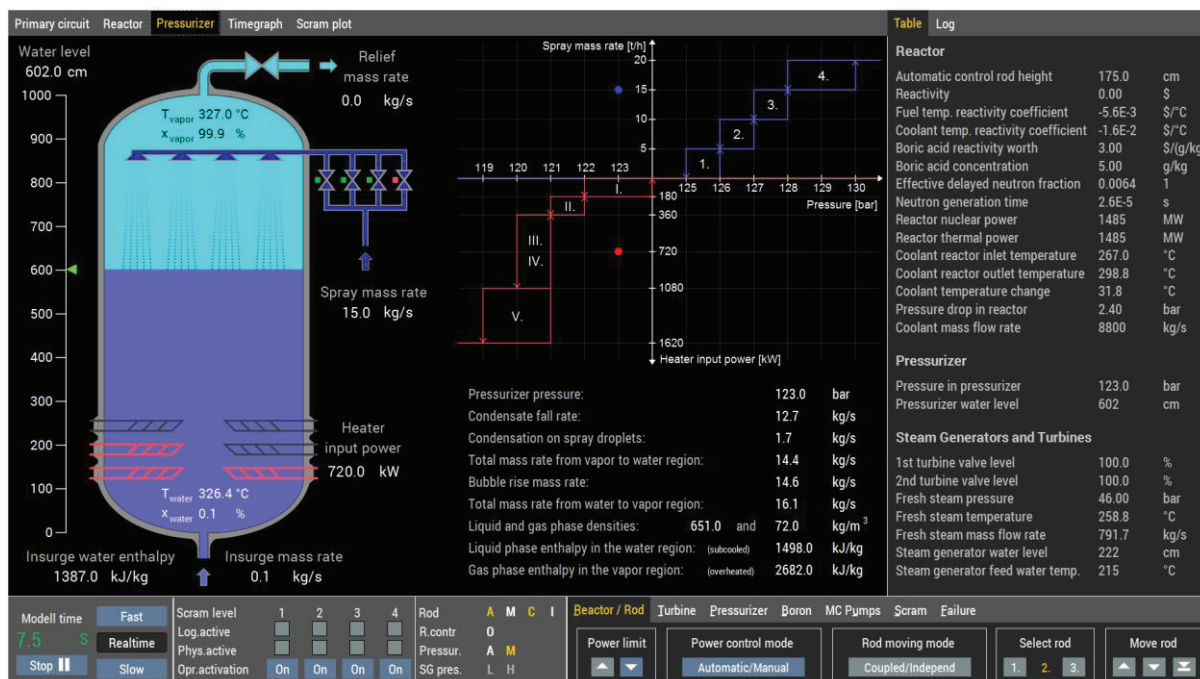 Primary circuit Reactor Pressurizer Timegraph Scram plot
Water level
602.0 cm
1000
900
800
700
600
500
400
300
200
100
0
Relief
mass rate
0.0 kg/s
Tvapor 327.0 °C
xvapor 99.9 %
Spray mass rate
15.0 kg/s
Heater
input power
720.0 kW
Twater 326.4 °C
xwater 0.1 %
Insurge water enthalpy
1387.0 kJ/kg
Insurge mass rate
0.1 kg/s
Spray mass rate [t/h]
20
15
10
5
4.
3.
2.
1.
119 120 121 122 123
125 126 127 128 129 130
Pressure [bar]
I.
II.
III.
IV.
V.
180
360
720
1080
1620
Heater input power [kW]
Pressurizer pressure: 123.0 bar
Condensate fall rate: 12.7 kg/s
Condensation on spray droplets: 1.7 kg/s
Total mass rate from vapor to water region: 14.4 kg/s
Bubble rise mass rate: 14.6 kg/s
Total mass rate from water to vapor region: 16.1 kg/s
Liquid and gas phase densities: 651.0 and 72.0 kg/m3
Liquid phase enthalpy in the water region: (subcooled) 1498.0 kJ/kg
Gas phase enthalpy in the vapor region: (overheated) 2682.0 kJ/kg
Table Log
Reactor
Automatic control rod height 175.0 cm
Reactivity 0.00 $
Fuel temp. reactivity coefficient -5.6E-3 $/°C
Coolant temp. reactivity coefficient -1.6E-2 $/°C
Boric acid reactivity worth 3.00 $/(g/kg
Boric acid concentration 5.00 g/kg
Effective delayed neutron fraction 0.0064 1
Neutron generation time 2.6E-5 s
Reactor nuclear power 1485 MW
Reactor thermal power 1485 MW
Coolant reactor inlet temperature 267.0 °C
Coolant reactor outlet temperature 298.8 °C
Coolant temperature change 31.8 °C
Pressure drop in reactor 2.40 bar
Coolant mass flow rate 8800 kg/s
Pressurizer
Pressure in pressurizer 123.0 bar
Pressurizer water level 602 cm
Steam Generators and Turbines
1st turbine valve level 100.0 %
2nd turbine valve level 100.0 %
Fresh steam pressure 46.00 bar
Fresh steam temperature 258.8 °C
Fresh steam mass flow rate 791.7 kg/s
Steam generator water level 222 cm
Steam generator feed water temp. 215 °C
Modell time
7.5 s
Stop
Fast
Realtime
Slow
Scram level 1 2 3 4
Log.active
Phys.active
Opr.activation On On On On
Rod A M C I
R.contr O
Pressur. A M
SG pres. L H
Reactor / Rod Turbine Pressurizer Boron MC Pumps Scram Failure
Power limit
Power control mode
Automatic/Manual
Rod moving mode
Coupled/Independ
Select rod
1. 2. 3.
Move rod